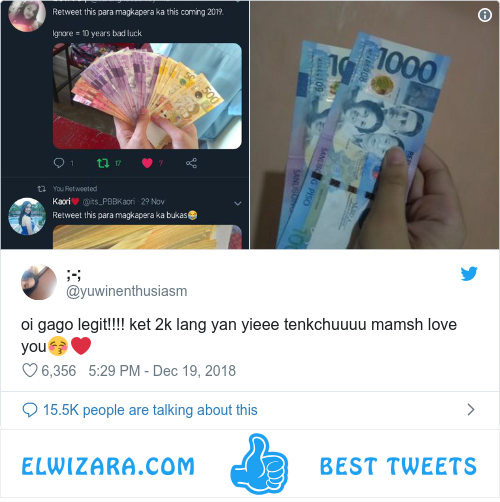 Retweet this para magkapera ka this coming 2019.
Ignore = 10 years bad luck
500
1 17 7
You Retweeted
Kaori❤ @its_PBBKaori · 29 Nov
Retweet this para magkapera ka bukas😂
1000
;-;
@yuwinenthusiasm
oi gago legit!!!! ket 2k lang yan yieee tenkchuuuu mamsh love
you😚❤
6,356 5:29 PM - Dec 19, 2018
15.5K people are talking about this
ELWIZARA.COM BEST TWEETS